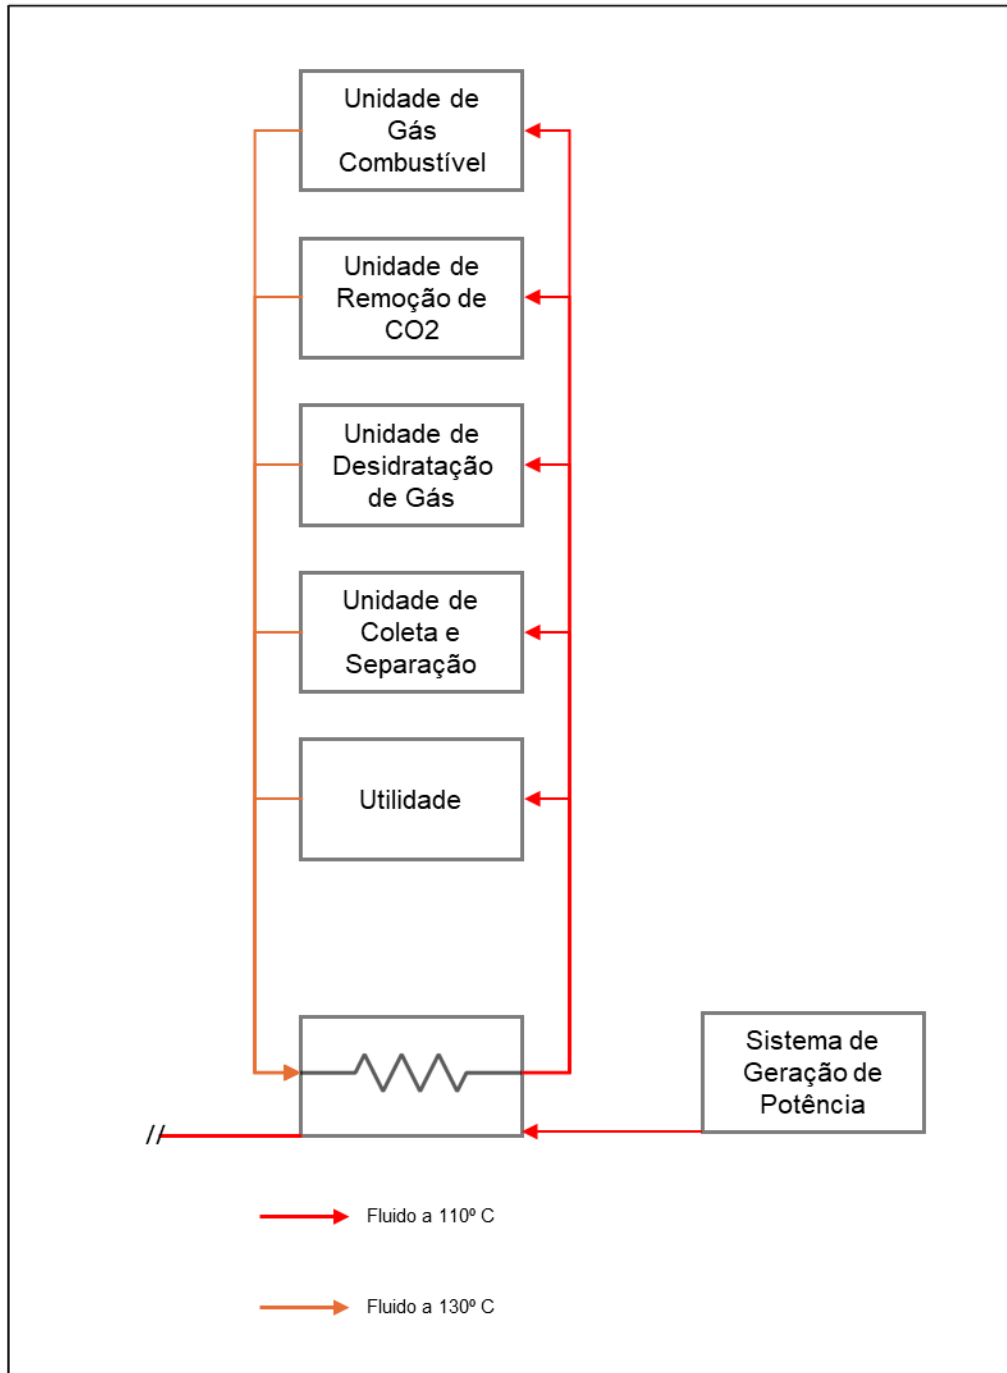 Unidade de
Gás
Combustível
Unidade de
Remoção de
CO2
Unidade de
Desidratação
de Gás
Unidade de
Coleta e
Separação
Utilidade
Sistema de
Geração de
Potência
//
Fluido a 110º C
Fluido a 130º C